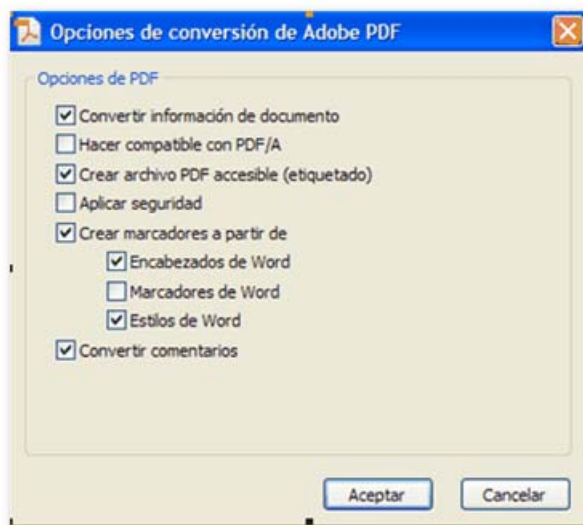 Opciones de conversión de Adobe PDF
Opciones de PDF
Convertir información de documento
Hacer compatible con PDF/A
Crear archivo PDF accesible (etiquetado)
Aplicar seguridad
Crear marcadores a partir de
Encabezados de Word
Marcadores de Word
Estilos de Word
Convertir comentarios
Aceptar Cancelar